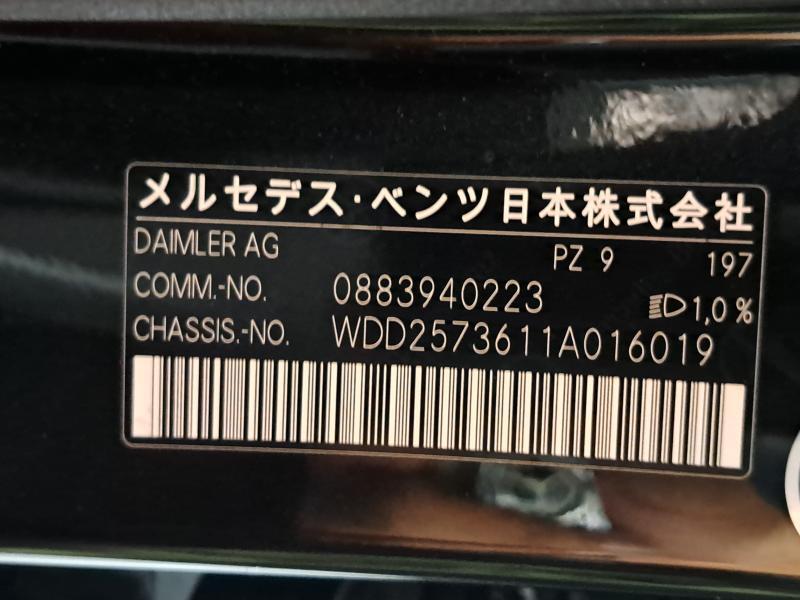 メルセデス・ベンツ日本株式会社
DAIMLER AG PZ 9 197
COMM.-NO. 0883940223 1,0%
CHASSIS.-NO. WDD2573611A016019